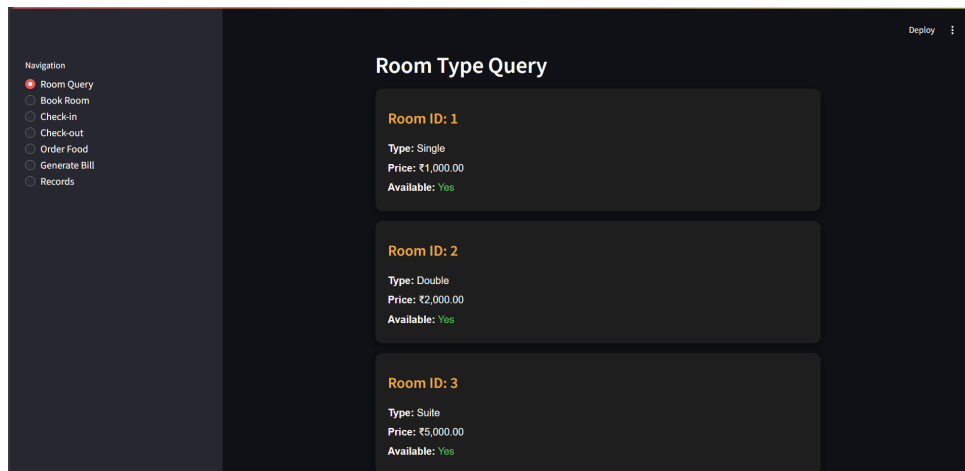 Deploy
Navigation
Room Query
Book Room
Check-in
Check-out
Order Food
Generate Bill
Records
Room Type Query
Room ID: 1
Type: Single
Price: ₹1,000.00
Available: Yes
Room ID: 2
Type: Double
Price: ₹2,000.00
Available: Yes
Room ID: 3
Type: Suite
Price: ₹5,000.00
Available: Yes